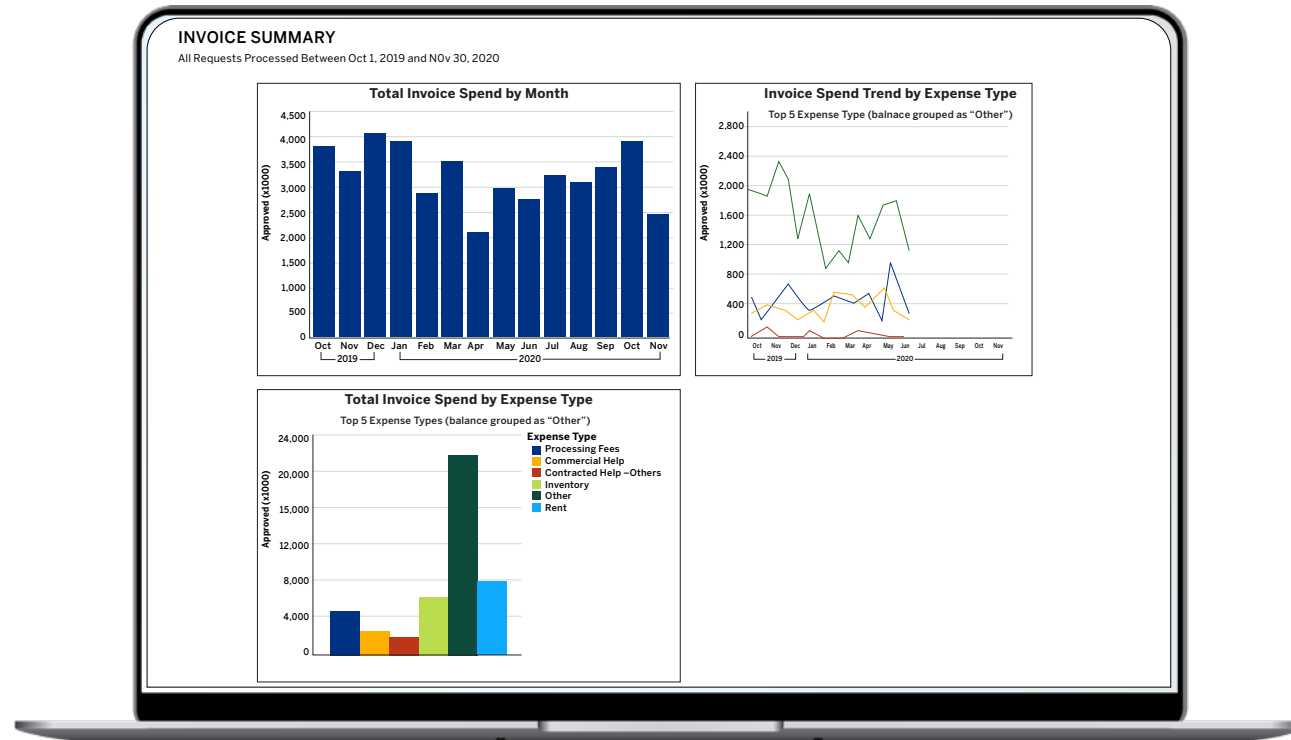 INVOICE SUMMARY
All Requests Processed Between Oct 1, 2019 and N0v 30, 2020
Total Invoice Spend by Month
Approved (x1000)
4,500
4,000
3,500
3,000
2,500
2,000
1,500
1,000
500
0
Oct Nov Dec Jan Feb Mar Apr May Jun Jul Aug Sep Oct Nov
2019 2020
Invoice Spend Trend by Expense Type
Top 5 Expense Type (balnace grouped as “Other”)
Approved (x1000)
2,800
2,400
2,000
1,600
1,200
800
400
0
Oct Nov Dec Jan Feb Mar Apr May Jun Jul Aug Sep Oct Nov
2019 2020
Total Invoice Spend by Expense Type
Top 5 Expense Types (balance grouped as “Other”)
Approved (x1000)
24,000
20,000
15,000
12,000
8,000
4,000
0
Expense Type
Processing Fees
Commercial Help
Contracted Help –Others
Inventory
Other
Rent